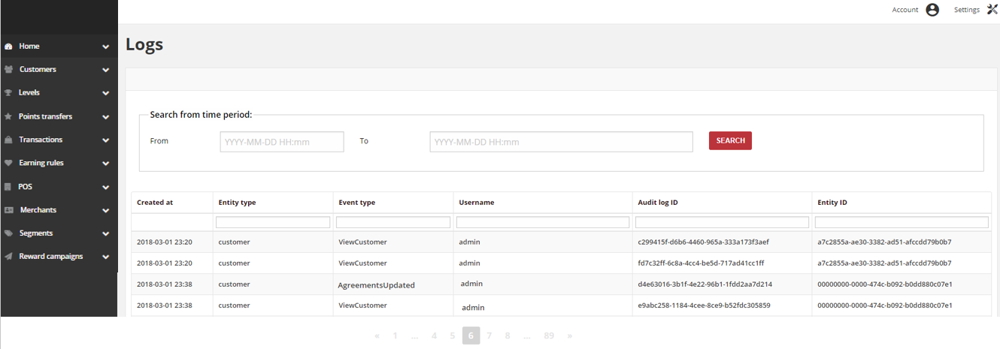 Account Settings
Home
Customers
Levels
Points transfers
Transactions
Earning rules
POS
Merchants
Segments
Reward campaigns
Logs
Search from time period:
From YYYY-MM-DD HH:mm To YYYY-MM-DD HH:mm SEARCH
Created at Entity type Event type Username Audit log ID Entity ID
2018-03-01 23:20 customer ViewCustomer admin c299415f-d6b6-4460-965a-333a173f3aef a7c2855a-ae30-3382-ad51-afccdd79b0b7
2018-03-01 23:20 customer ViewCustomer admin fd7c32ff-6c8a-4cc4-be5d-717ad41cc1ff a7c2855a-ae30-3382-ad51-afccdd79b0b7
2018-03-01 23:38 customer AgreementsUpdated admin d4e63016-3b1f-4e22-96b1-1fdd2aa7d214 00000000-0000-474c-b092-b0dd880c07e1
2018-03-01 23:38 customer ViewCustomer admin e9abc258-1184-4cee-8ce9-b52fdc305859 00000000-0000-474c-b092-b0dd880c07e1
« 1 ... 4 5 6 7 8 ... 89 »